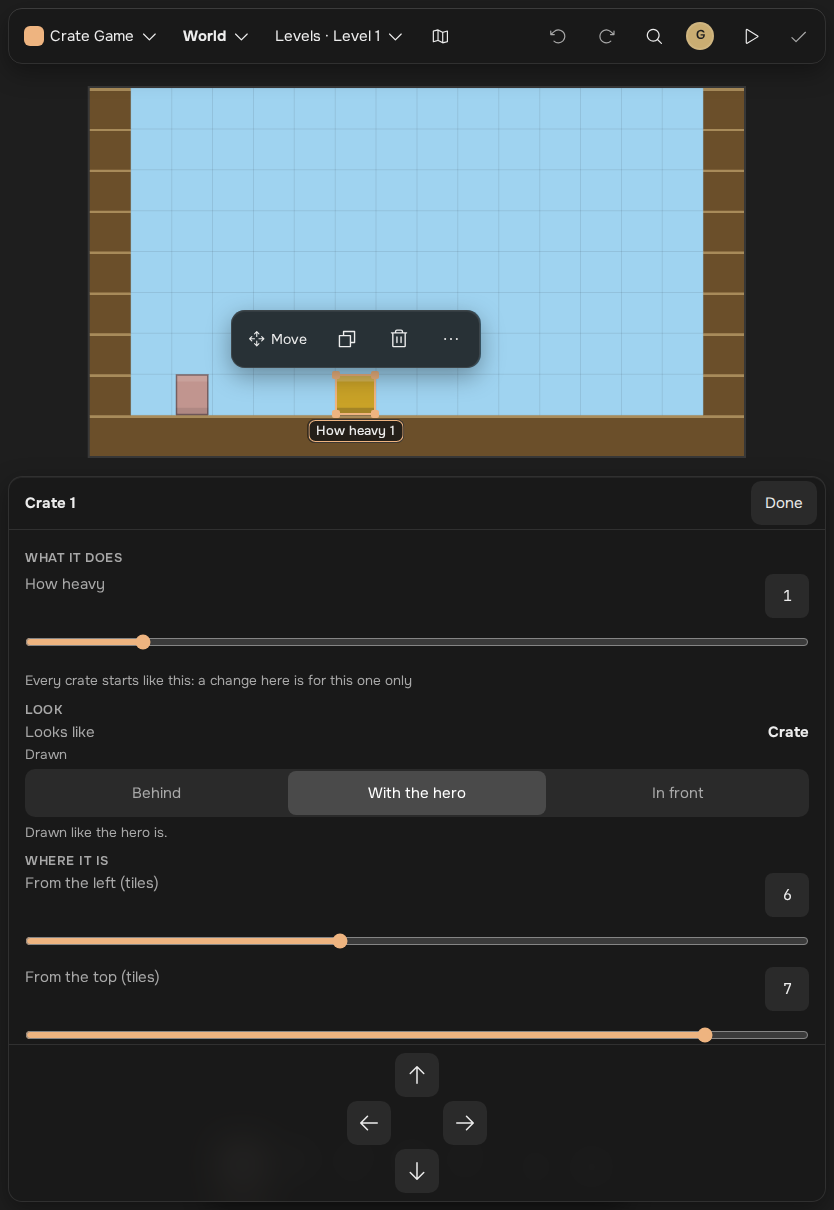 Crate Game World Levels · Level 1 G
Move
How heavy 1
Crate 1 Done
WHAT IT DOES
How heavy 1
Every crate starts like this: a change here is for this one only
LOOK
Looks like Crate
Drawn
Behind With the hero In front
Drawn like the hero is.
WHERE IT IS
From the left (tiles) 6
From the top (tiles) 7